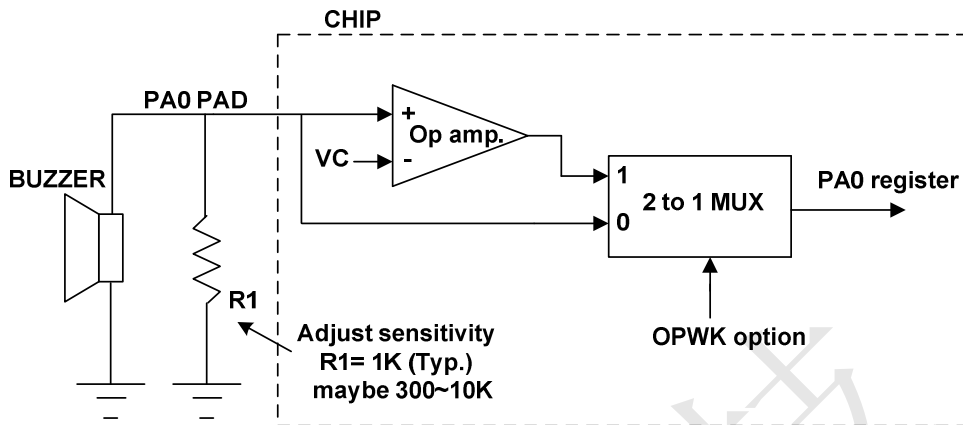 CHIP
PA0 PAD
+
Op amp.
VC
-
BUZZER
1
2 to 1 MUX
0
PA0 register
R1
Adjust sensitivity
R1= 1K (Typ.)
maybe 300~10K
OPWK option